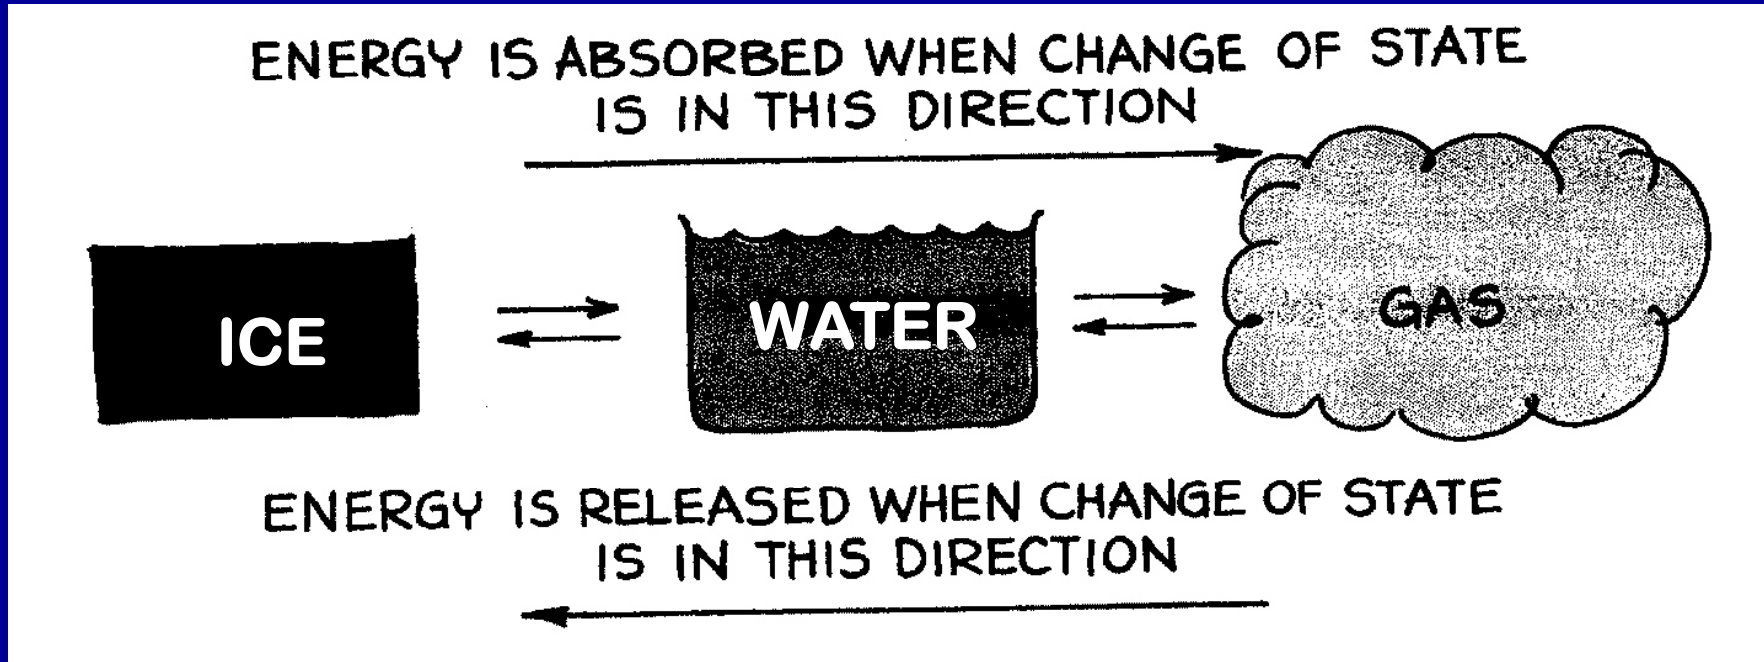 ENERGY IS ABSORBED WHEN CHANGE OF STATE
IS IN THIS DIRECTION
ICE
WATER
GAS
ENERGY IS RELEASED WHEN CHANGE OF STATE
IS IN THIS DIRECTION